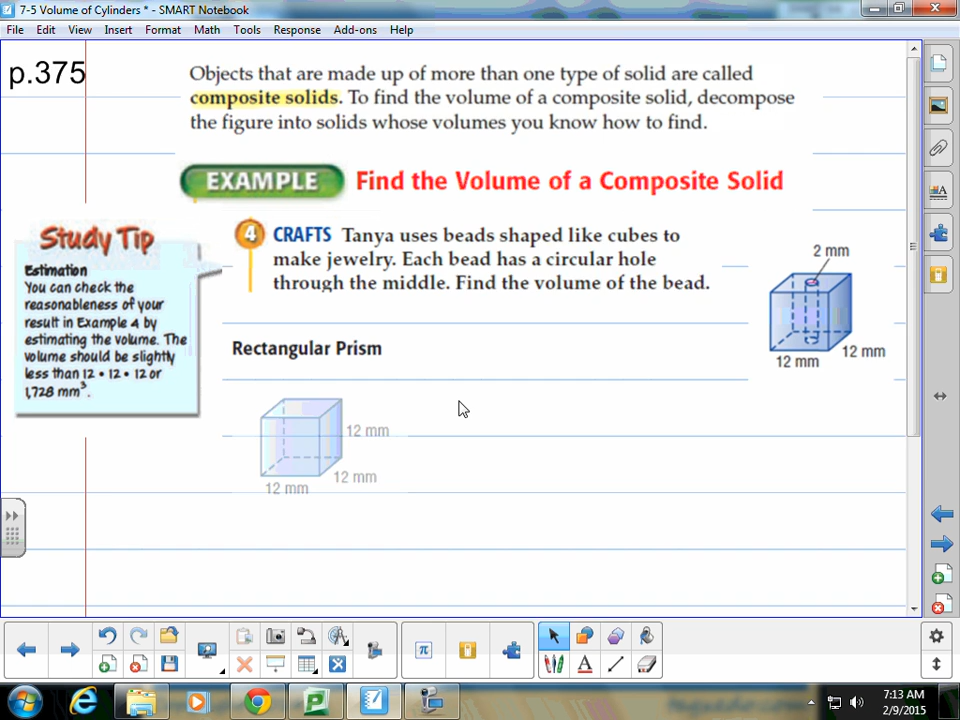 7-5 Volume of Cylinders * - SMART Notebook
File Edit View Insert Format Math Tools Response Add-ons Help
p.375
Objects that are made up of more than one type of solid are called
composite solids. To find the volume of a composite solid, decompose
the figure into solids whose volumes you know how to find.
EXAMPLE Find the Volume of a Composite Solid
4 CRAFTS Tanya uses beads shaped like cubes to
make jewelry. Each bead has a circular hole
through the middle. Find the volume of the bead.
Study Tip
Estimation
You can check the
reasonableness of your
result in Example 4 by
estimating the volume. The
volume should be slightly
less than 12 • 12 • 12 or
1,728 mm³.
2 mm
12 mm
12 mm
Rectangular Prism
12 mm
12 mm
12 mm
π
A
7:13 AM
2/9/2015